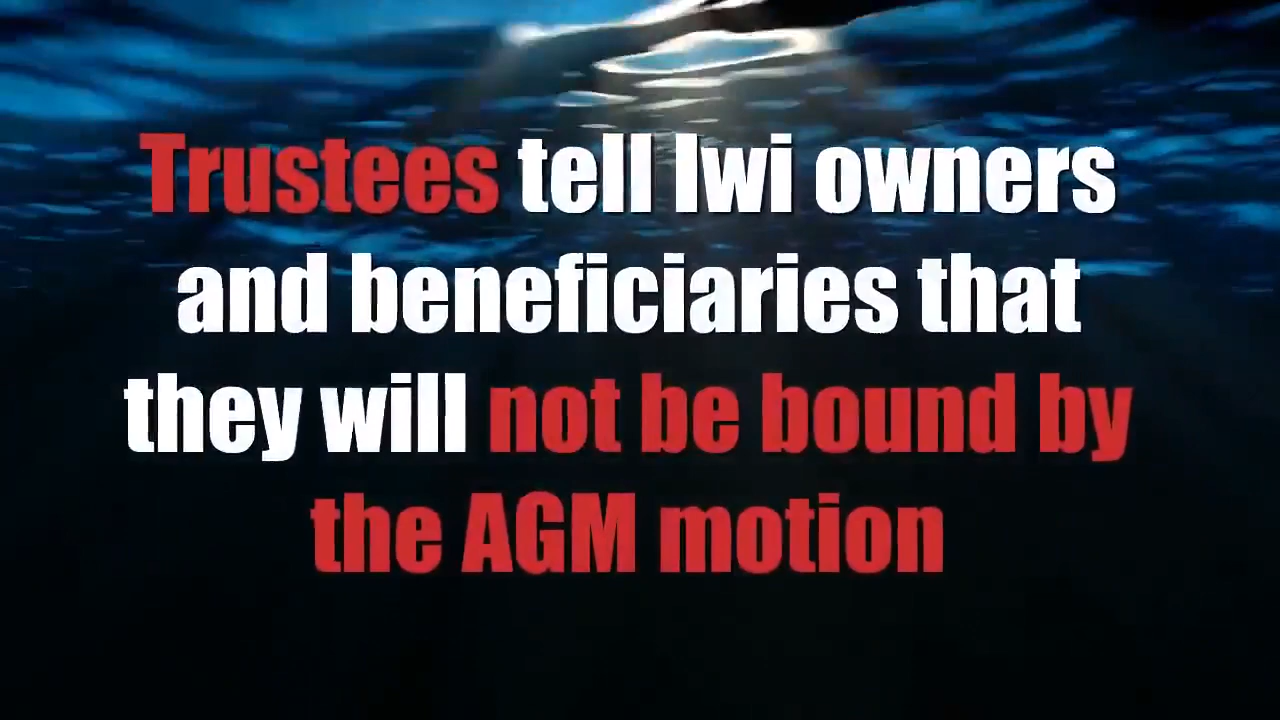 Trustees tell Iwi owners
and beneficiaries that
they will not be bound by
the AGM motion